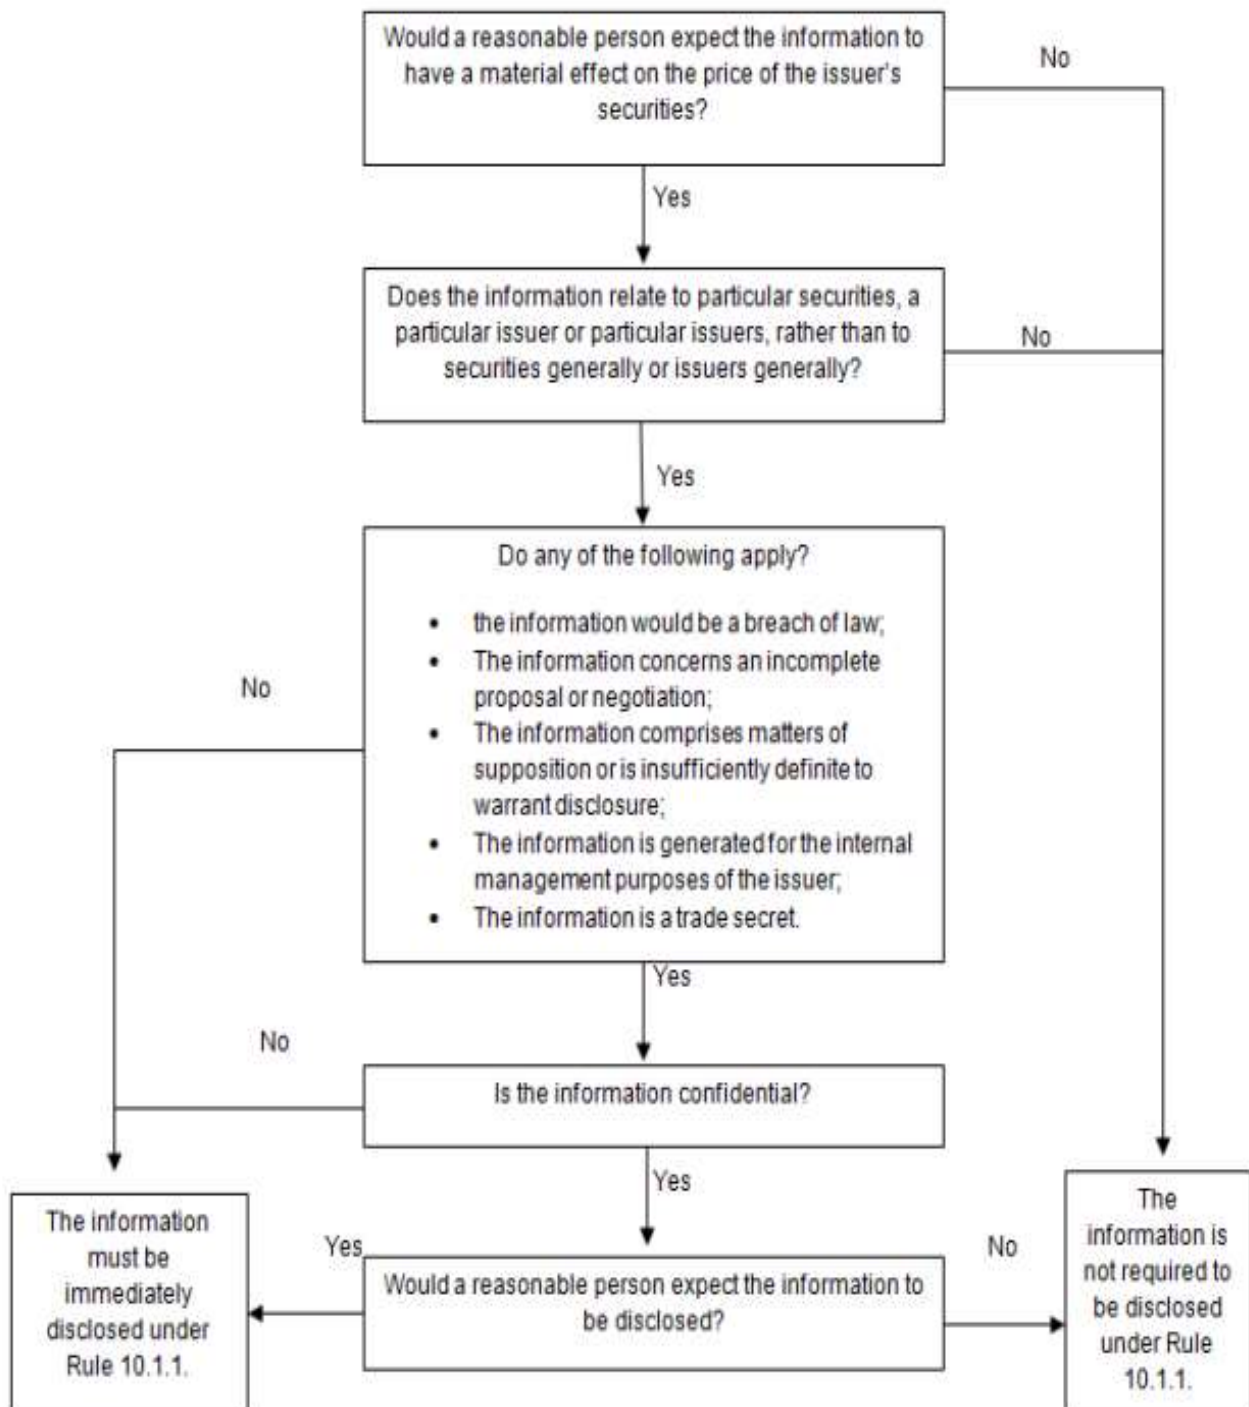 Would a reasonable person expect the information to
have a material effect on the price of the issuer's
securities?
No
Yes
Does the information relate to particular securities, a
particular issuer or particular issuers, rather than to
securities generally or issuers generally?
No
Yes
Do any of the following apply?
• the information would be a breach of law;
• The information concerns an incomplete
proposal or negotiation;
• The information comprises matters of
supposition or is insufficiently definite to
warrant disclosure;
• The information is generated for the internal
management purposes of the issuer;
• The information is a trade secret.
No
Yes
No
Is the information confidential?
Yes
The information
must be
immediately
disclosed under
Rule 10.1.1.
Yes
Would a reasonable person expect the information to
be disclosed?
No
The
information is
not required to
be disclosed
under Rule
10.1.1.